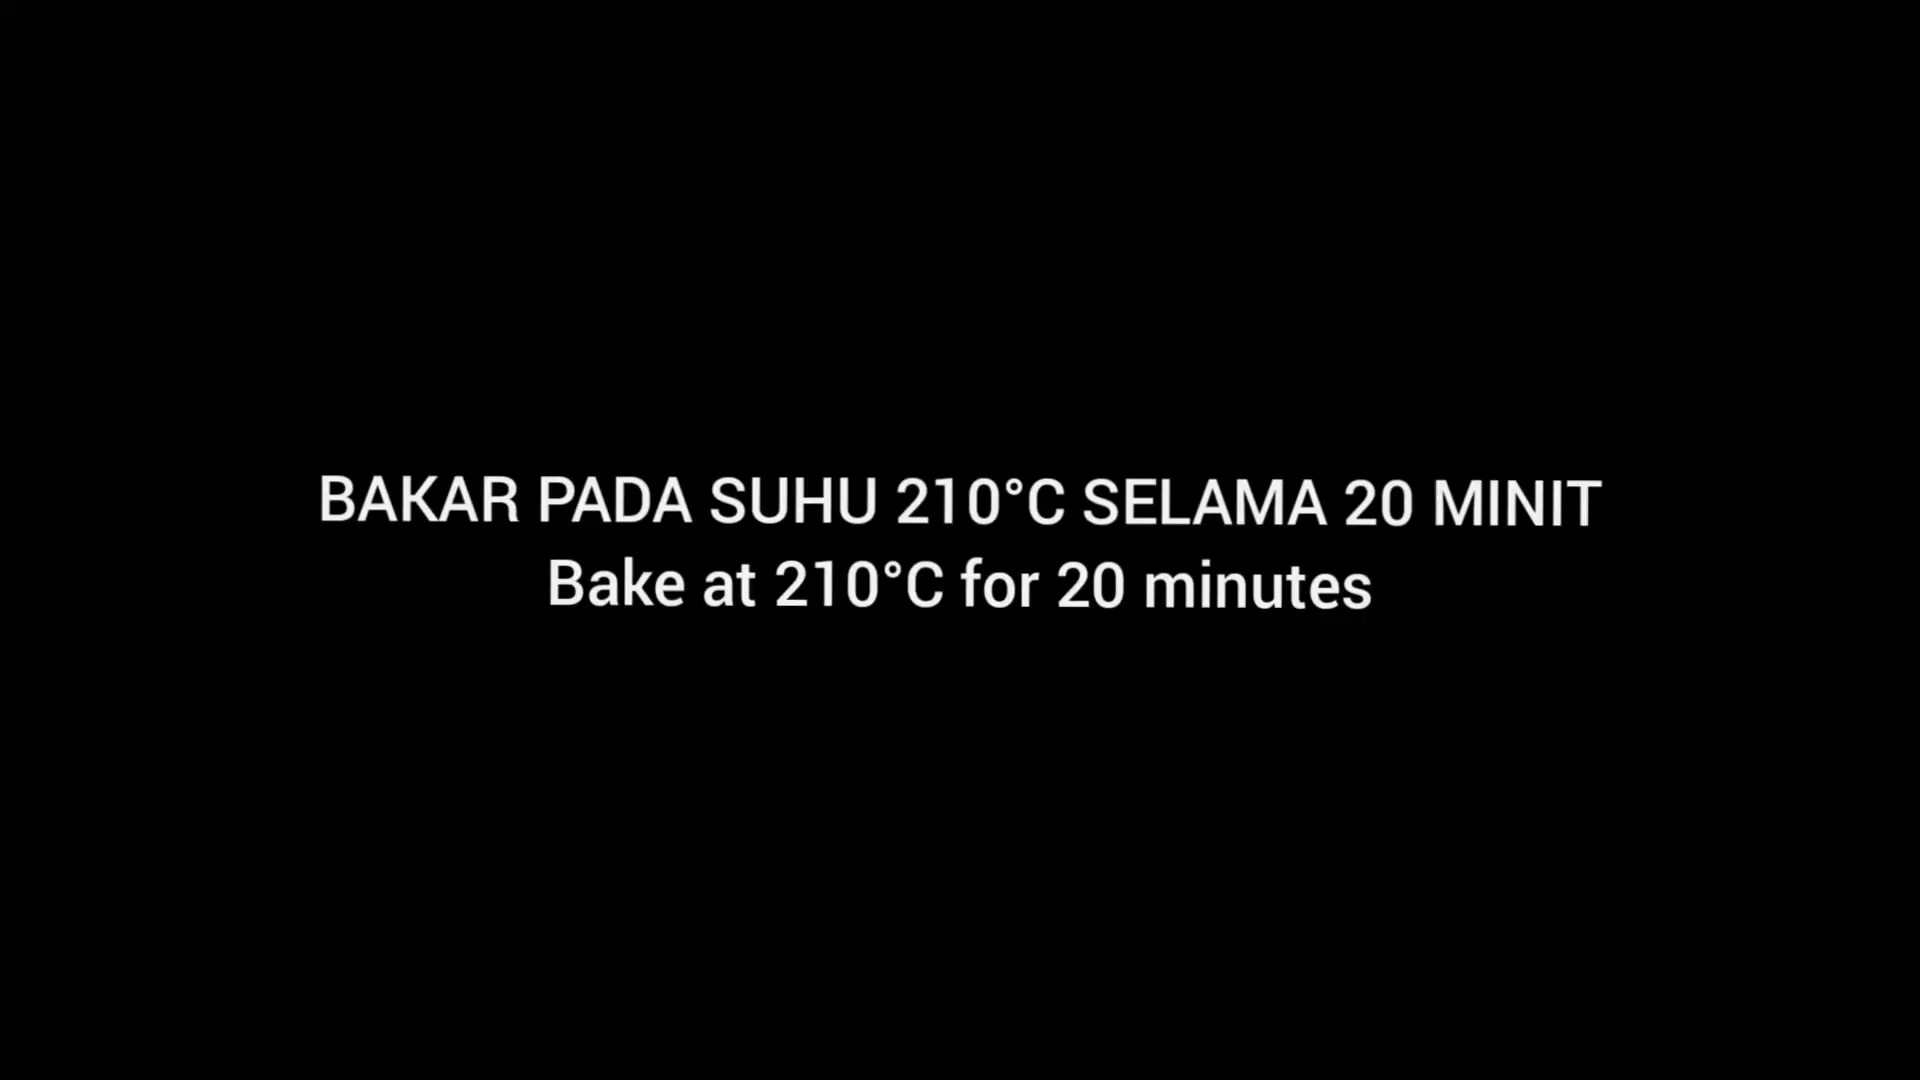 BAKAR PADA SUHU 210°C SELAMA 20 MINIT
Bake at 210°C for 20 minutes